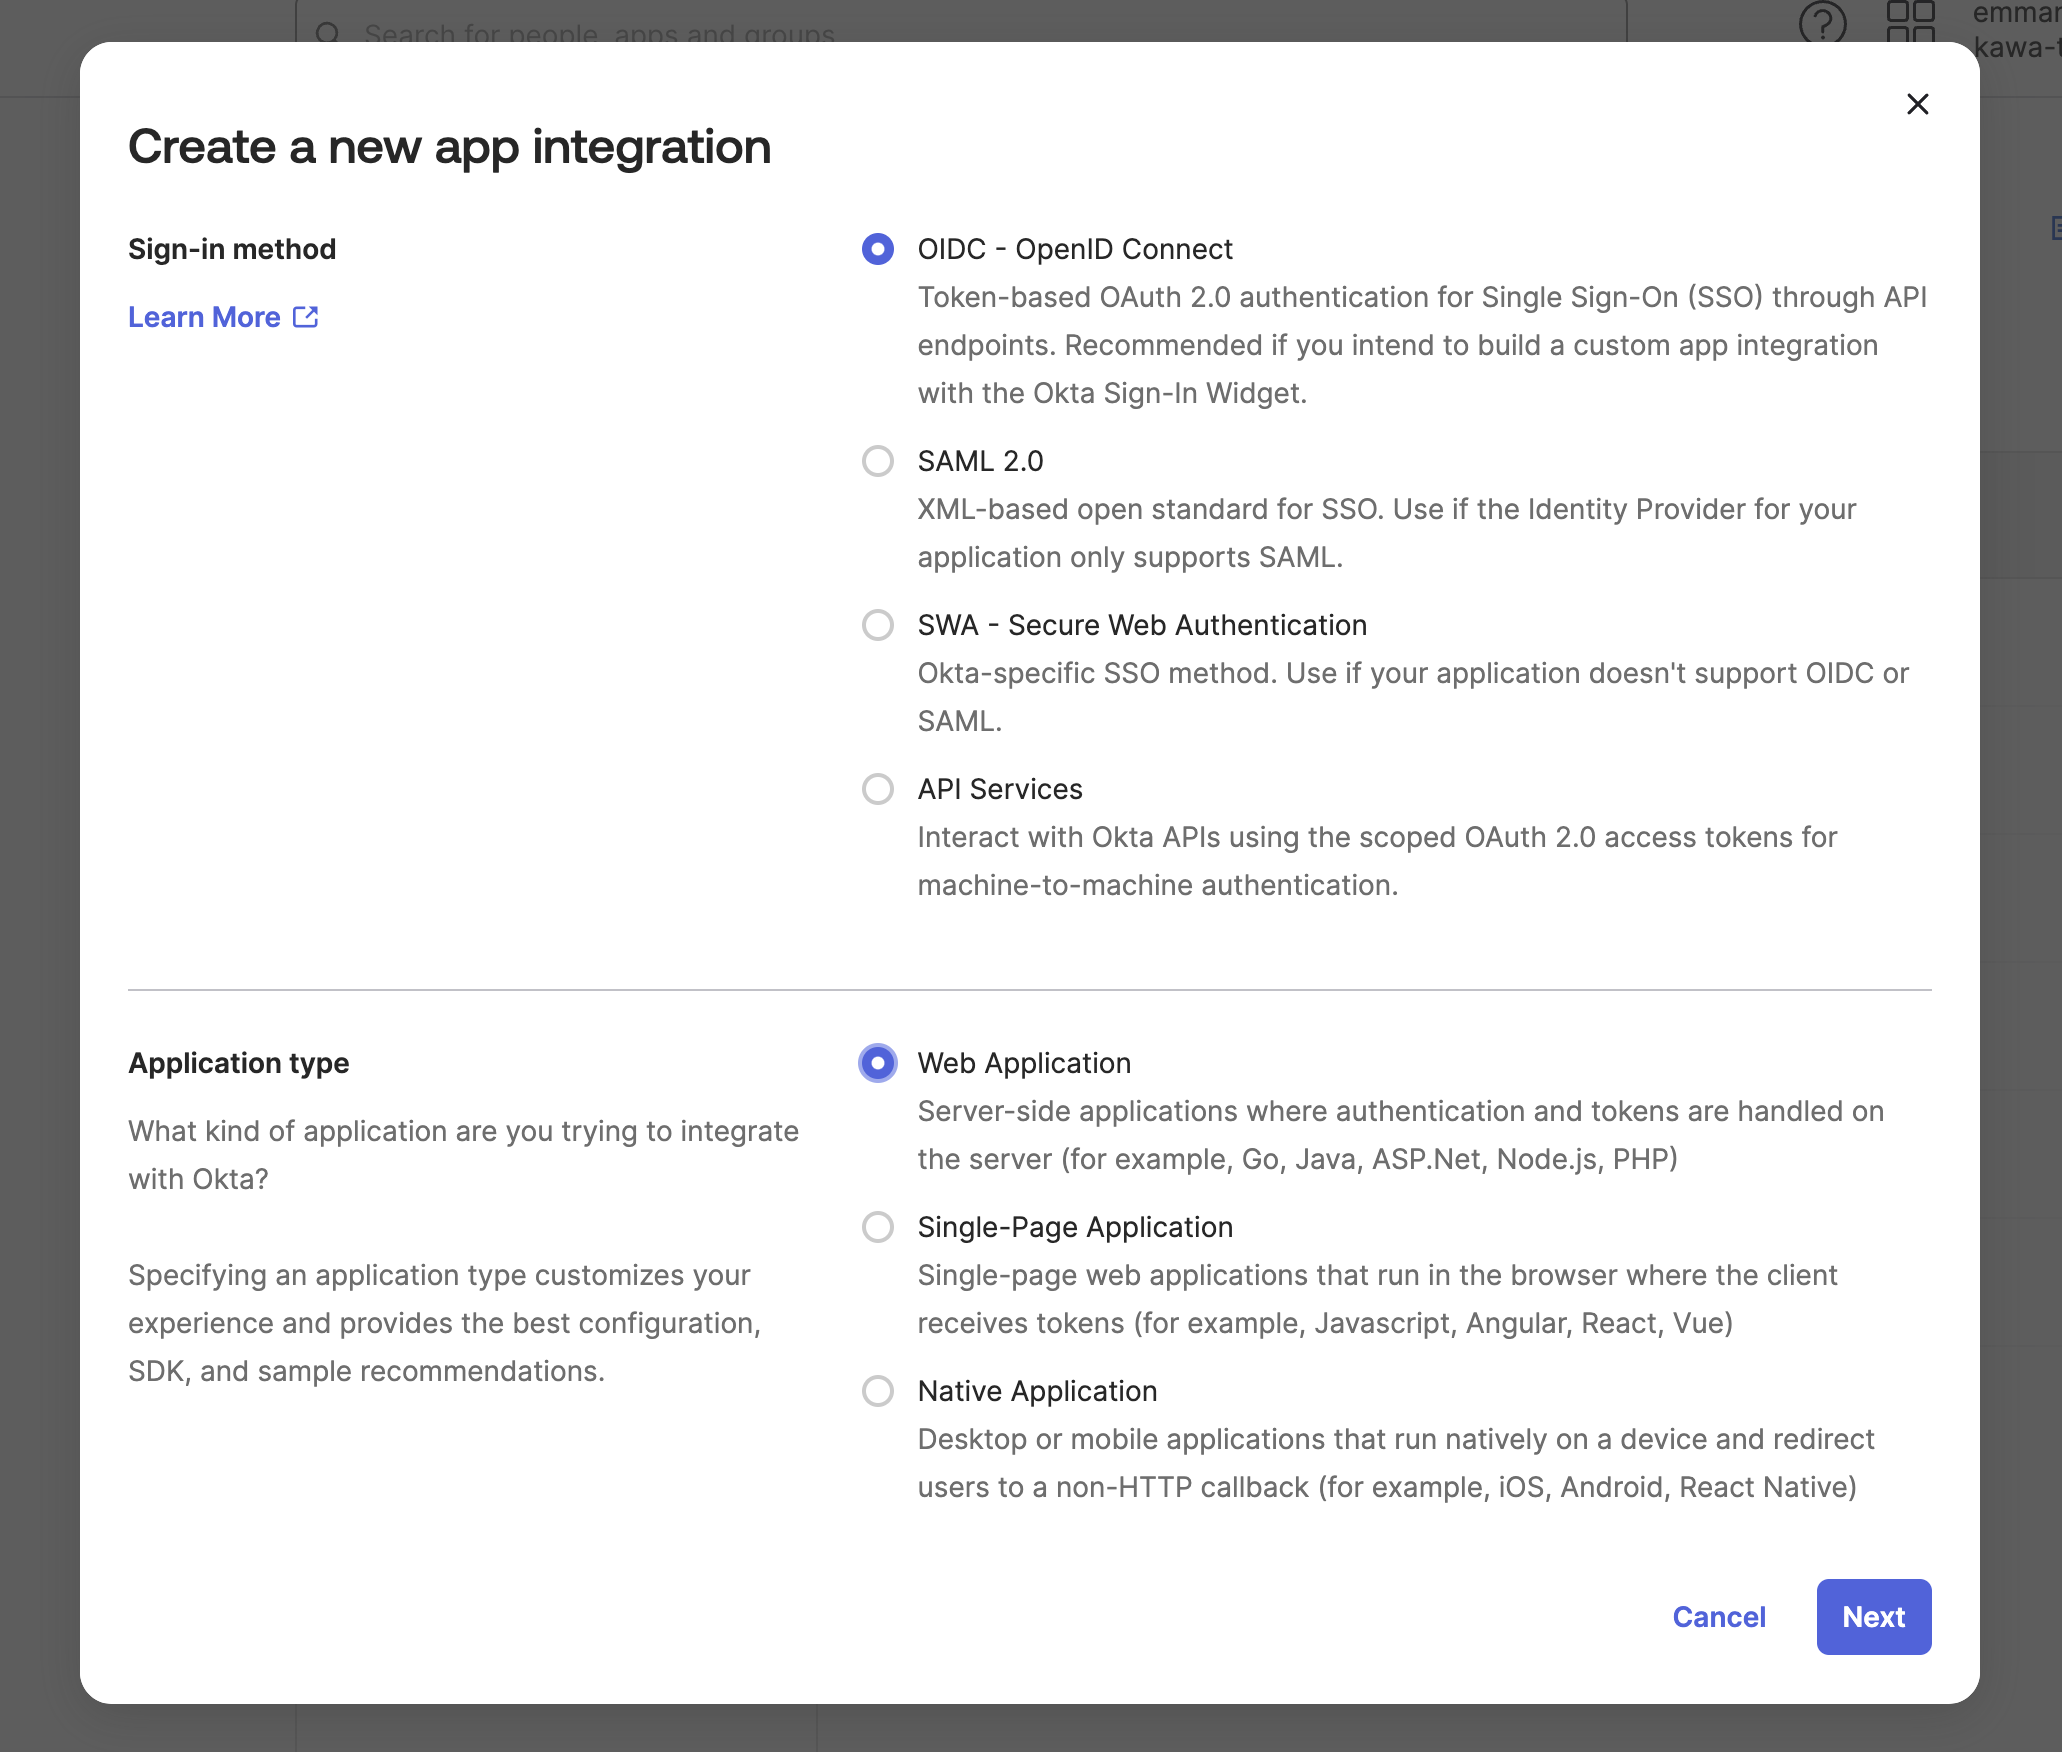 Search for people, apps and groups
kawa-t
Create a new app integration
Sign-in method
Learn More
OIDC - OpenID Connect
Token-based OAuth 2.0 authentication for Single Sign-On (SSO) through API
endpoints. Recommended if you intend to build a custom app integration
with the Okta Sign-In Widget.
SAML 2.0
XML-based open standard for SSO. Use if the Identity Provider for your
application only supports SAML.
SWA - Secure Web Authentication
Okta-specific SSO method. Use if your application doesn't support OIDC or
SAML.
API Services
Interact with Okta APIs using the scoped OAuth 2.0 access tokens for
machine-to-machine authentication.
Application type
What kind of application are you trying to integrate
with Okta?
Specifying an application type customizes your
experience and provides the best configuration,
SDK, and sample recommendations.
Web Application
Server-side applications where authentication and tokens are handled on
the server (for example, Go, Java, ASP.Net, Node.js, PHP)
Single-Page Application
Single-page web applications that run in the browser where the client
receives tokens (for example, Javascript, Angular, React, Vue)
Native Application
Desktop or mobile applications that run natively on a device and redirect
users to a non-HTTP callback (for example, iOS, Android, React Native)
Cancel
Next